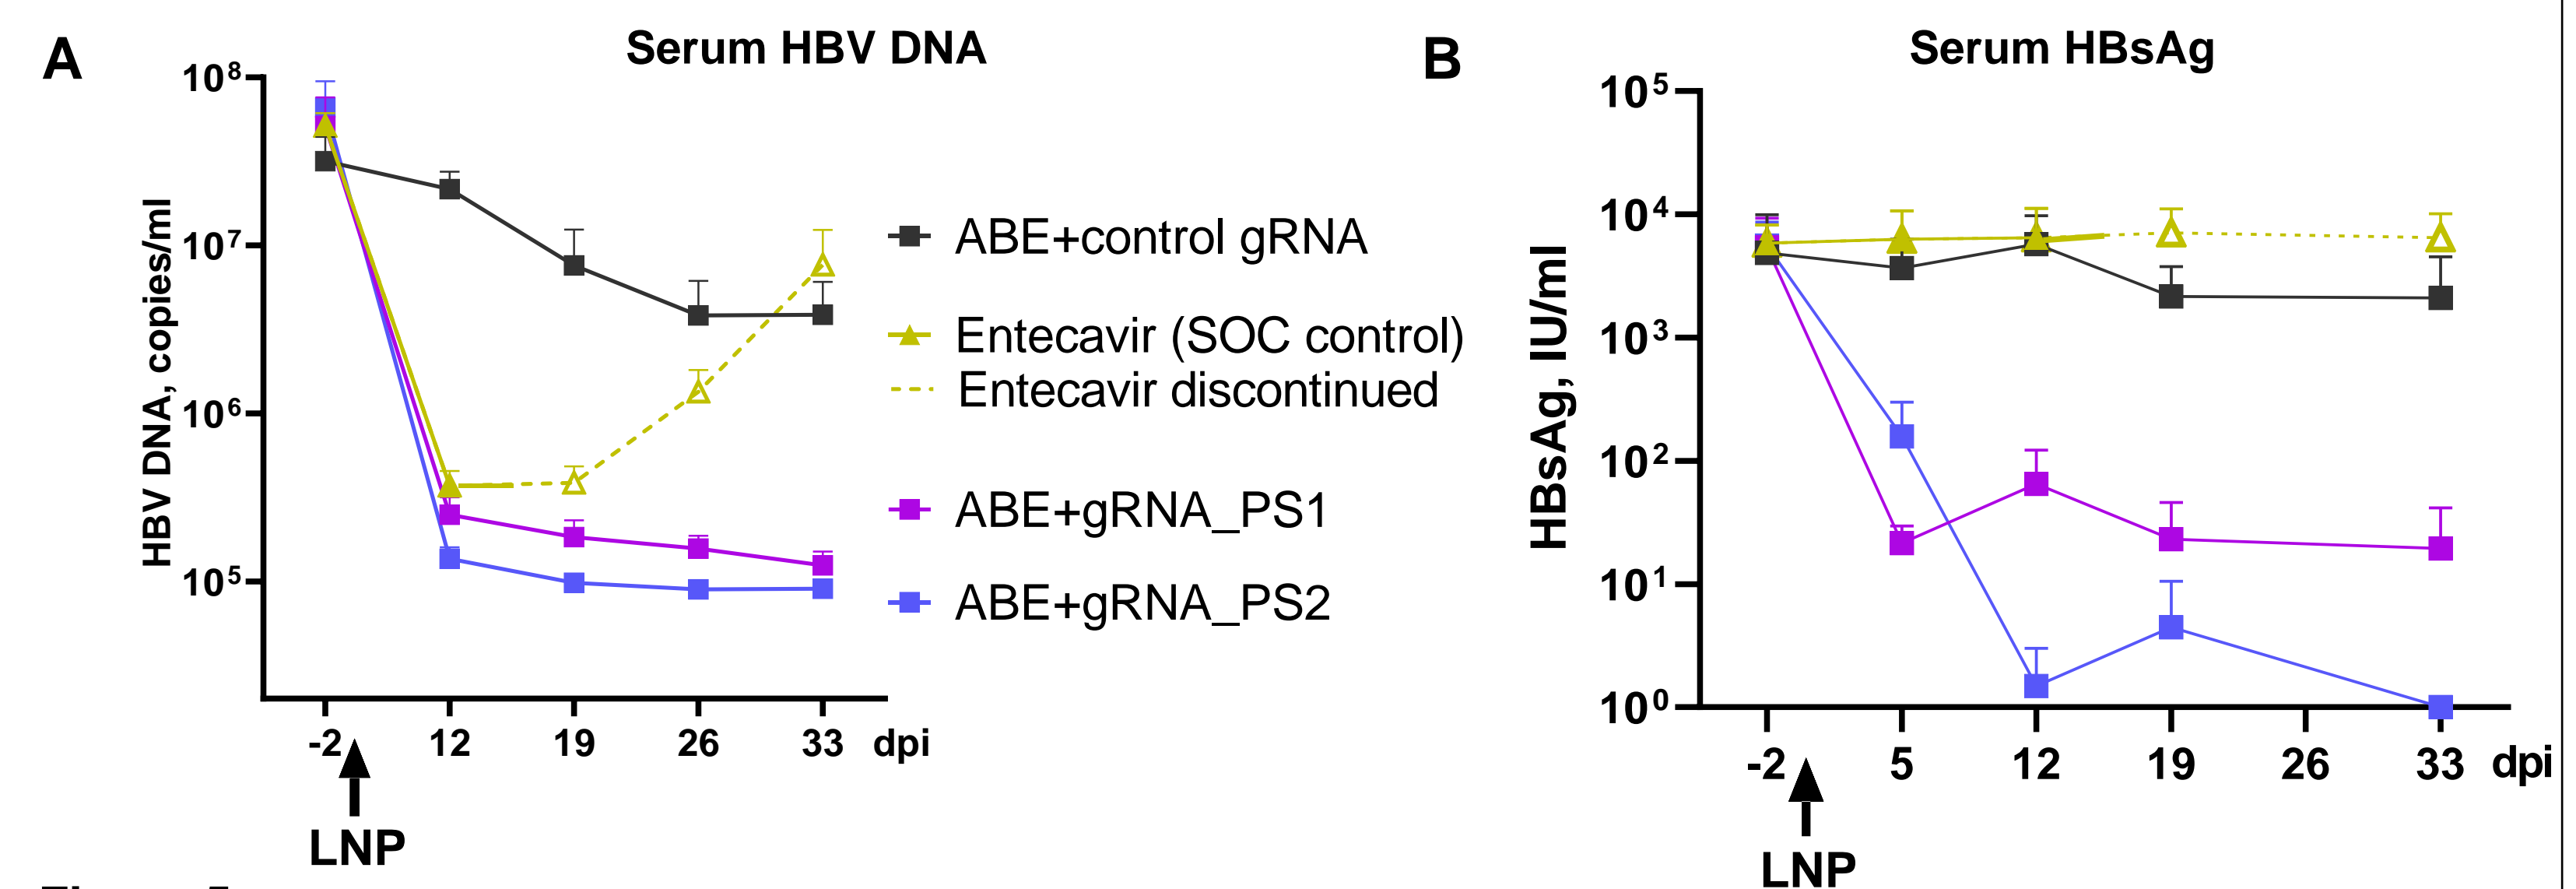 A
Serum HBV DNA
HBV DNA, copies/ml
10⁸
10⁷
10⁶
10⁵
-2 12 19 26 33 dpi
LNP
ABE+control gRNA
Entecavir (SOC control)
Entecavir discontinued
ABE+gRNA_PS1
ABE+gRNA_PS2
B
Serum HBsAg
HBsAg, IU/ml
10⁵
10⁴
10³
10²
10¹
10⁰
-2 5 12 19 26 33 dpi
LNP